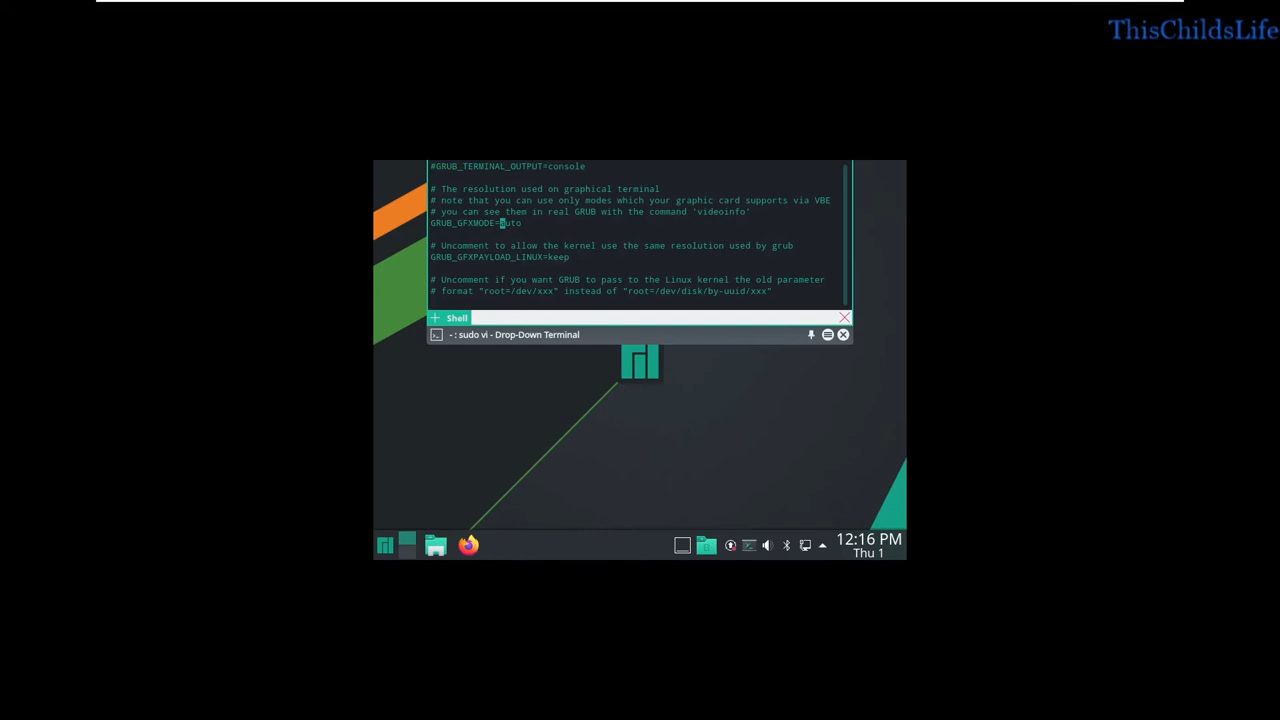 ThisChildsLife
#GRUB_TERMINAL_OUTPUT=console
# The resolution used on graphical terminal
# note that you can use only modes which your graphic card supports via VBE
# you can see them in real GRUB with the command 'videoinfo'
GRUB_GFXMODE=auto
# Uncomment to allow the kernel use the same resolution used by grub
GRUB_GFXPAYLOAD_LINUX=keep
# Uncomment if you want GRUB to pass to the Linux kernel the old parameter
# format "root=/dev/xxx" instead of "root=/dev/disk/by-uuid/xxx"
Shell
- : sudo vi - Drop-Down Terminal
12:16 PM
Thu 1